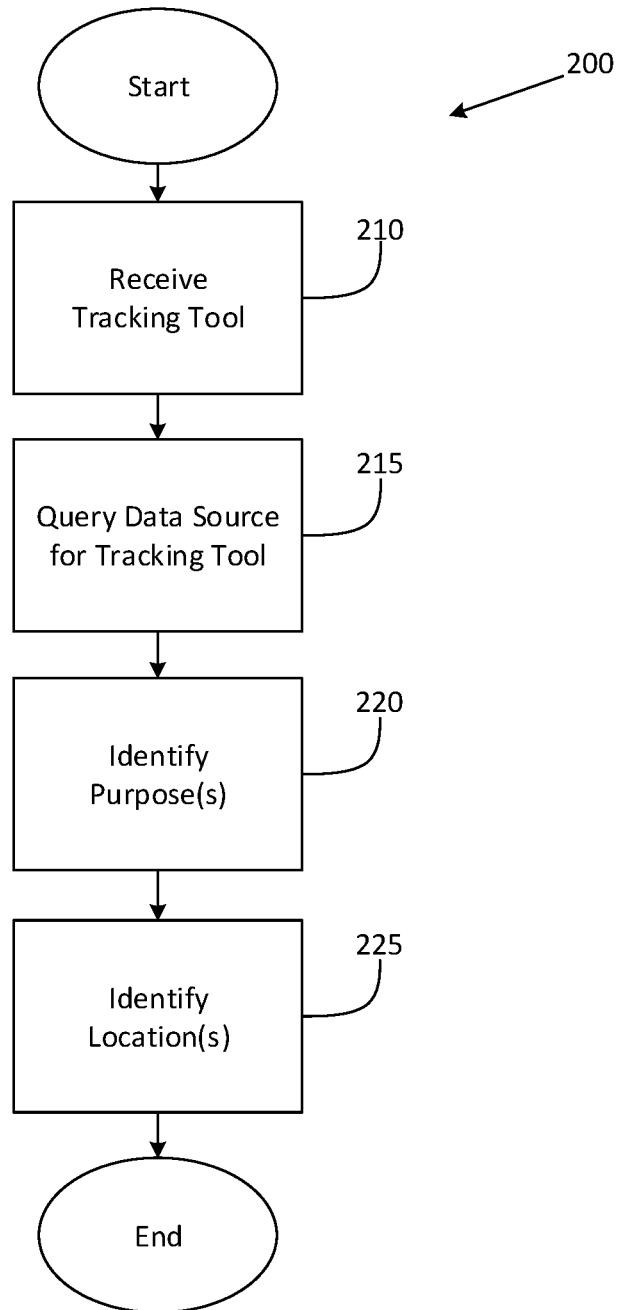 Start
200
210
Receive
Tracking Tool
215
Query Data Source
for Tracking Tool
220
Identify
Purpose(s)
225
Identify
Location(s)
End